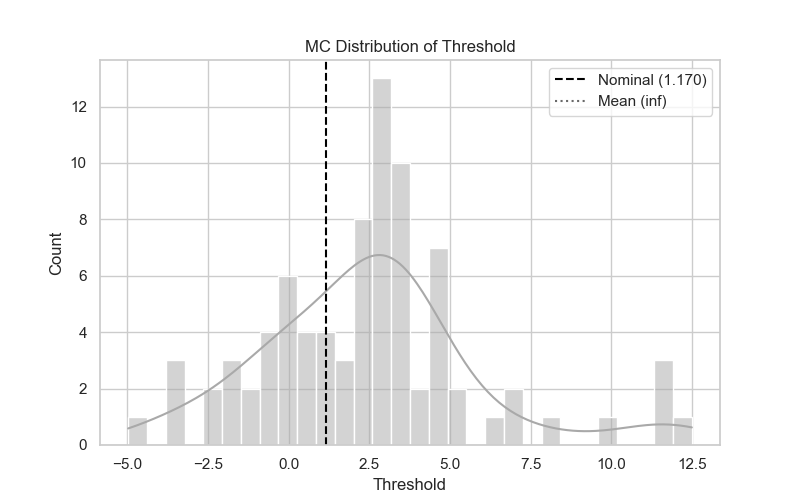 MC Distribution of Threshold
Nominal (1.170)
Mean (inf)
Count
12
10
8
6
4
2
0
−5.0 −2.5 0.0 2.5 5.0 7.5 10.0 12.5
Threshold